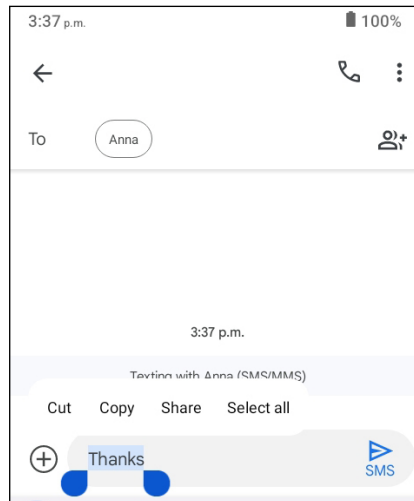 3:37 p.m. 100%
To Anna
3:37 p.m.
Texting with Anna (SMS/MMS)
Cut Copy Share Select all
Thanks
SMS